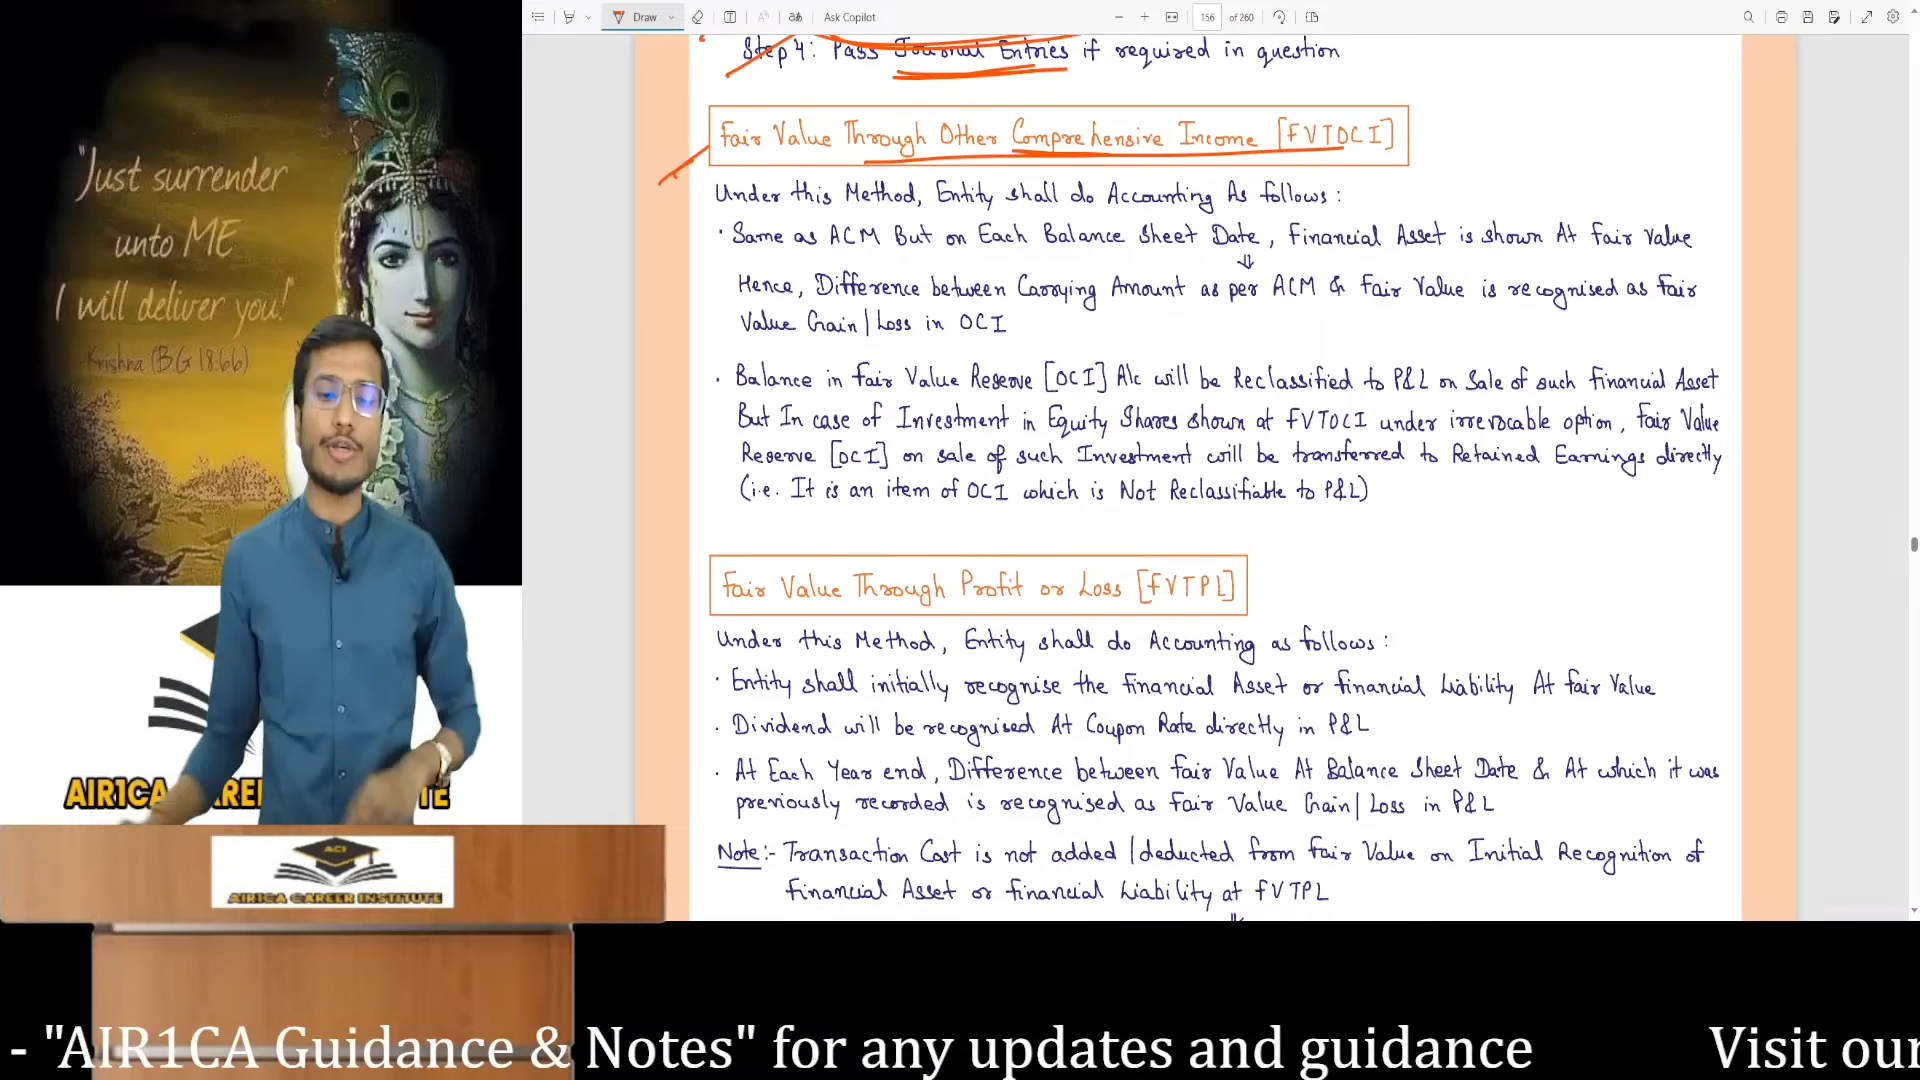 "Just surrender
unto ME
I will deliver you!"
-Krishna (B.G 18:66)
Draw
Ask Copilot
156 of 260
Step 4: Pass Journal Entries if required in question
Fair Value Through Other Comprehensive Income [FVTOCI]
Under this Method, Entity shall do Accounting As follows:
· Same as ACM But on Each Balance Sheet Date, Financial Asset is shown At Fair Value
⇓
Hence, Difference between Carrying Amount as per ACM & Fair Value is recognised as Fair
Value Gain/Loss in OCI
· Balance in Fair Value Reserve [OCI] A/c will be Reclassified to P&L on Sale of such Financial Asset
But In case of Investment in Equity Shares shown at FVTOCI under irrevocable option, Fair Value
Reserve [OCI] on sale of such Investment will be transferred to Retained Earnings directly
(i.e. It is an item of OCI which is Not Reclassifiable to P&L)
Fair Value Through Profit or Loss [FVTPL]
Under this Method, Entity shall do Accounting as follows:
· Entity shall initially recognise the Financial Asset or Financial Liability At Fair Value
· Dividend will be recognised At Coupon Rate directly in P&L
· At Each Year end, Difference between Fair Value At Balance Sheet Date & At which it was
previously recorded is recognised as Fair Value Gain/Loss in P&L
Note:- Transaction Cost is not added/deducted from Fair Value on Initial Recognition of
Financial Asset or Financial Liability at FVTPL
AIR1CA
ACI
AIR1CA CAREER INSTITUTE
- "AIR1CA Guidance & Notes" for any updates and guidance
Visit our